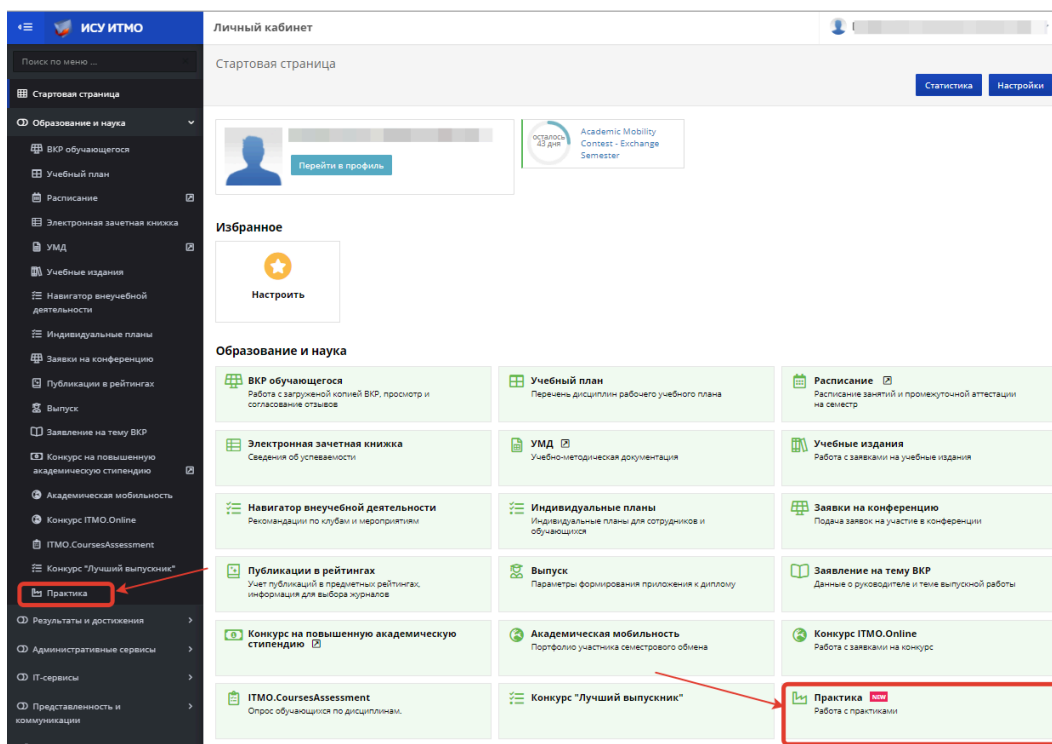 ИСУ ИТМО
Личный кабинет
Поиск по меню ...
Стартовая страница
Статистика
Настройки
Стартовая страница
Образование и наука
ВКР обучающегося
Учебный план
Расписание
Электронная зачетная книжка
УМД
Учебные издания
Навигатор внеучебной
деятельности
Индивидуальные планы
Заявки на конференцию
Публикации в рейтингах
Выпуск
Заявление на тему ВКР
Конкурс на повышенную
академическую стипендию
Академическая мобильность
Конкурс ITMO.Online
ITMO.CoursesAssessment
Конкурс "Лучший выпускник"
Практика
Результаты и достижения
Административные сервисы
IT-сервисы
Представленность и
коммуникации
Перейти в профиль
осталось
43 дня
Academic Mobility
Contest - Exchange
Semester
Избранное
Настроить
Образование и наука
ВКР обучающегося
Работа с загруженой копией ВКР, просмотр и
согласование отзывов
Учебный план
Перечень дисциплин рабочего учебного плана
Расписание
Расписание занятий и промежуточной аттестации
на семестр
Электронная зачетная книжка
Сведения об успеваемости
УМД
Учебно-методическая документация
Учебные издания
Работа с заявками на учебные издания
Навигатор внеучебной деятельности
Рекомандации по клубам и мероприятиям
Индивидуальные планы
Индивидуальные планы для сотрудников и
обучающихся
Заявки на конференцию
Подача заявок на участие в конференции
Публикации в рейтингах
Учет публикаций в предметных рейтингах,
информация для выбора журналов
Выпуск
Параметры формирования приложения к диплому
Заявление на тему ВКР
Данные о руководителе и теме выпускной работы
Конкурс на повышенную академическую
стипендию
Академическая мобильность
Портфолио участника семестрового обмена
Конкурс ITMO.Online
Работа с заявками на конкурс
ITMO.CoursesAssessment
Опрос обучающихся по дисциплинам.
Конкурс "Лучший выпускник"
Практика NEW
Работа с практиками